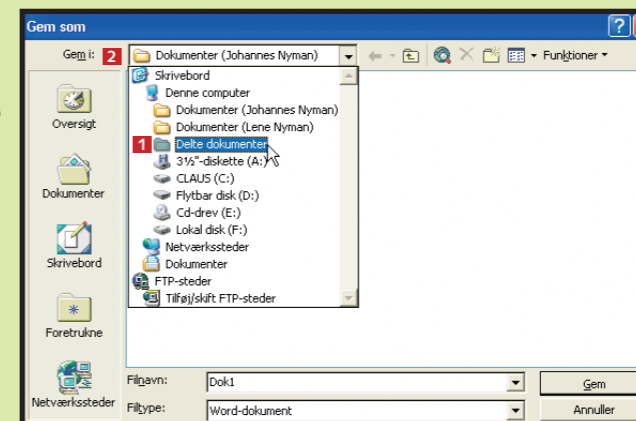 Gem som
Gem i: 2 Dokumenter (Johannes Nyman) Funktioner
Skrivebord
Denne computer
Dokumenter (Johannes Nyman)
Dokumenter (Lene Nyman)
1 Delte dokumenter
3½"-diskette (A:)
CLAUS (C:)
Flytbar disk (D:)
Cd-drev (E:)
Lokal disk (F:)
Netværkssteder
Dokumenter
FTP-steder
Tilføj/skift FTP-steder
Oversigt
Dokumenter
Skrivebord
Foretrukne
Netværkssteder
Filnavn: Dok1 Gem
Filtype: Word-dokument Annuller